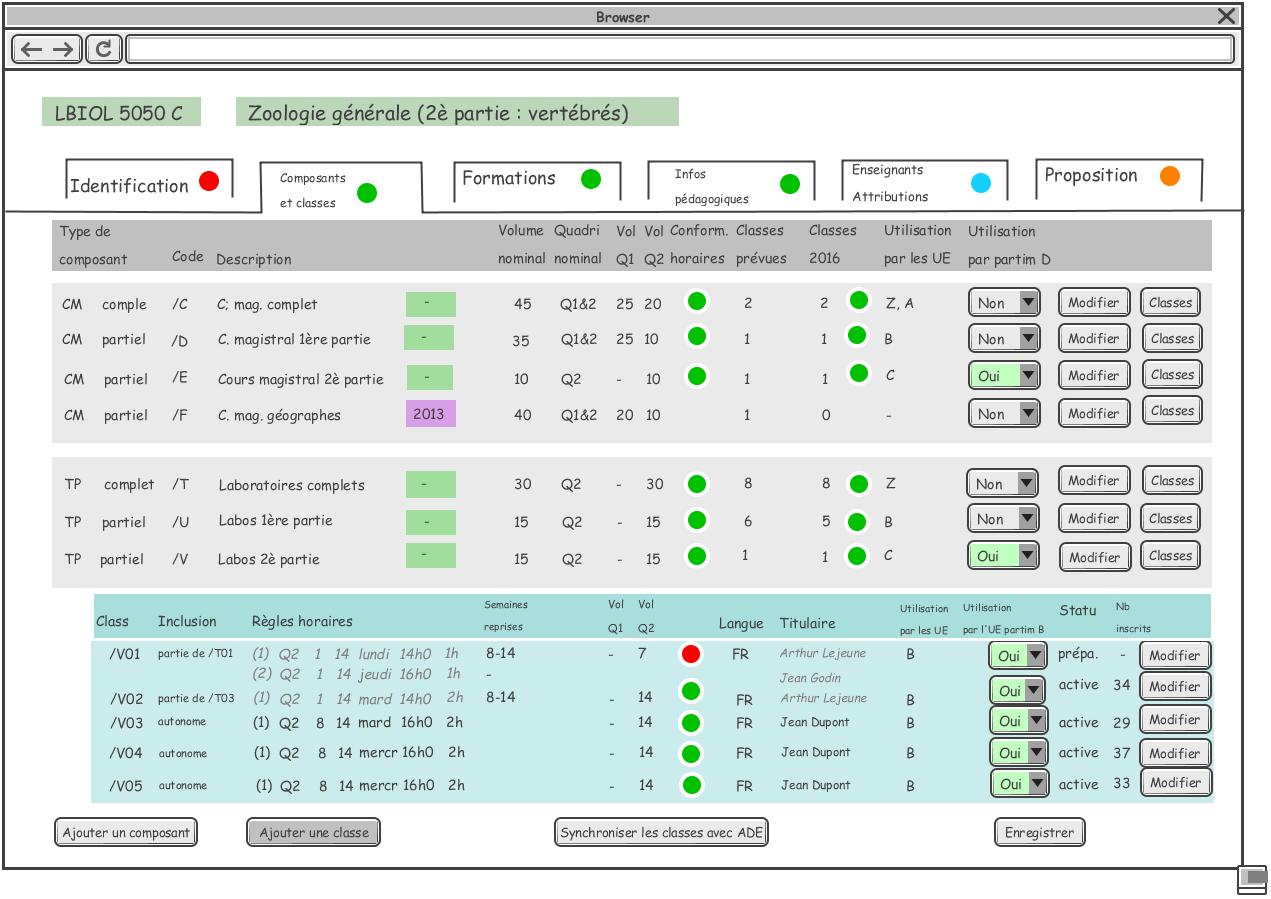 Browser
LBIOL 5050 C Zoologie générale (2è partie : vertébrés)
Identification Composants et classes Formations Infos pédagogiques Enseignants Attributions Proposition
Type de composant Code Description Volume nominal Quadri nominal Vol Q1 Vol Q2 Conform. horaires Classes prévues Classes 2016 Utilisation par les UE Utilisation par partim D
CM comple /C C; mag. complet - 45 Q1&2 25 20 2 2 Z, A Non Modifier Classes
CM partiel /D C. magistral 1ère partie - 35 Q1&2 25 10 1 1 B Non Modifier Classes
CM partiel /E Cours magistral 2è partie - 10 Q2 - 10 1 1 C Oui Modifier Classes
CM partiel /F C. mag. géographes 2013 40 Q1&2 20 10 1 0 - Non Modifier Classes
TP complet /T Laboratoires complets - 30 Q2 - 30 8 8 Z Non Modifier Classes
TP partiel /U Labos 1ère partie - 15 Q2 - 15 6 5 B Non Modifier Classes
TP partiel /V Labos 2è partie - 15 Q2 - 15 1 1 C Oui Modifier Classes
Class Inclusion Règles horaires Semaines reprises Vol Q1 Vol Q2 Langue Titulaire Utilisation par les UE Utilisation par l'UE partim B Statu Nb inscrits
/V01 partie de /T01 (1) Q2 1 14 lundi 14h0 1h 8-14 - 7 FR Arthur Lejeune B Oui prépa. - Modifier
(2) Q2 1 14 jeudi 16h0 1h - Jean Godin
/V02 partie de /T03 (1) Q2 1 14 mard 14h0 2h 8-14 - 14 FR Arthur Lejeune B Oui active 34 Modifier
/V03 autonome (1) Q2 8 14 mard 16h0 2h - 14 FR Jean Dupont B Oui active 29 Modifier
/V04 autonome (1) Q2 8 14 mercr 16h0 2h - 14 FR Jean Dupont B Oui active 37 Modifier
/V05 autonome (1) Q2 8 14 mercr 16h0 2h - 14 FR Jean Dupont B Oui active 33 Modifier
Ajouter un composant Ajouter une classe Synchroniser les classes avec ADE Enregistrer